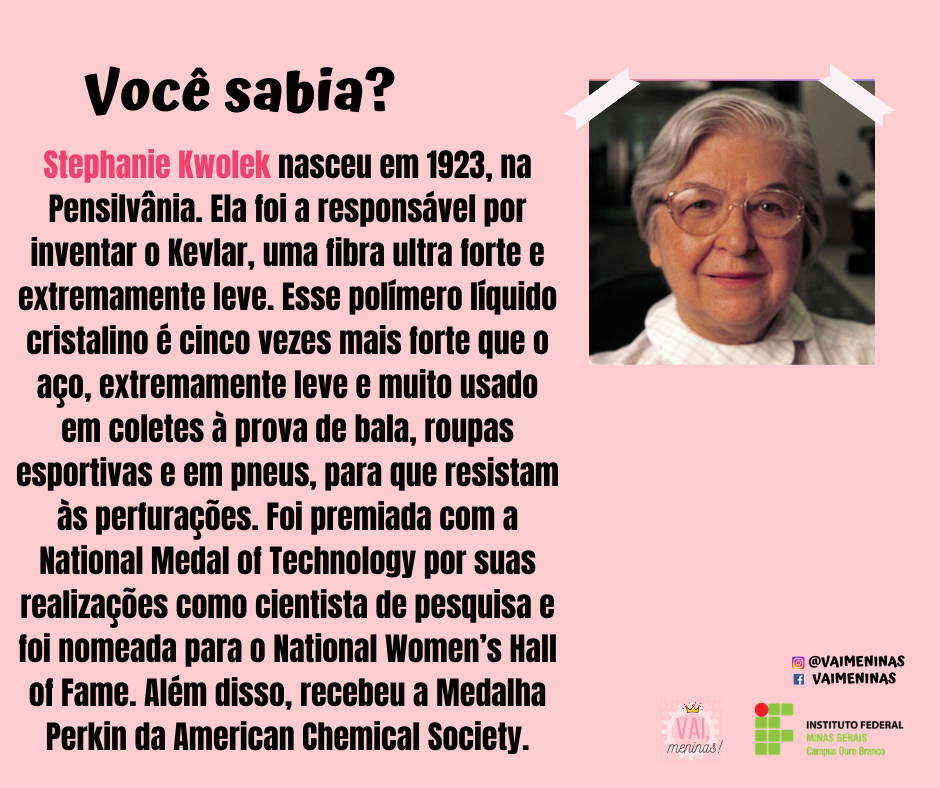 Você sabia?
Stephanie Kwolek nasceu em 1923, na
Pensilvânia. Ela foi a responsável por
inventar o Kevlar, uma fibra ultra forte e
extremamente leve. Esse polímero líquido
cristalino é cinco vezes mais forte que o
aço, extremamente leve e muito usado
em coletes à prova de bala, roupas
esportivas e em pneus, para que resistam
às perfurações. Foi premiada com a
National Medal of Technology por suas
realizações como cientista de pesquisa e
foi nomeada para o National Women’s Hall
of Fame. Além disso, recebeu a Medalha
Perkin da American Chemical Society.
@VAIMENINAS
VAIMENINAS
VAI,
meninas!
INSTITUTO FEDERAL
MINAS GERAIS
Campus Ouro Branco